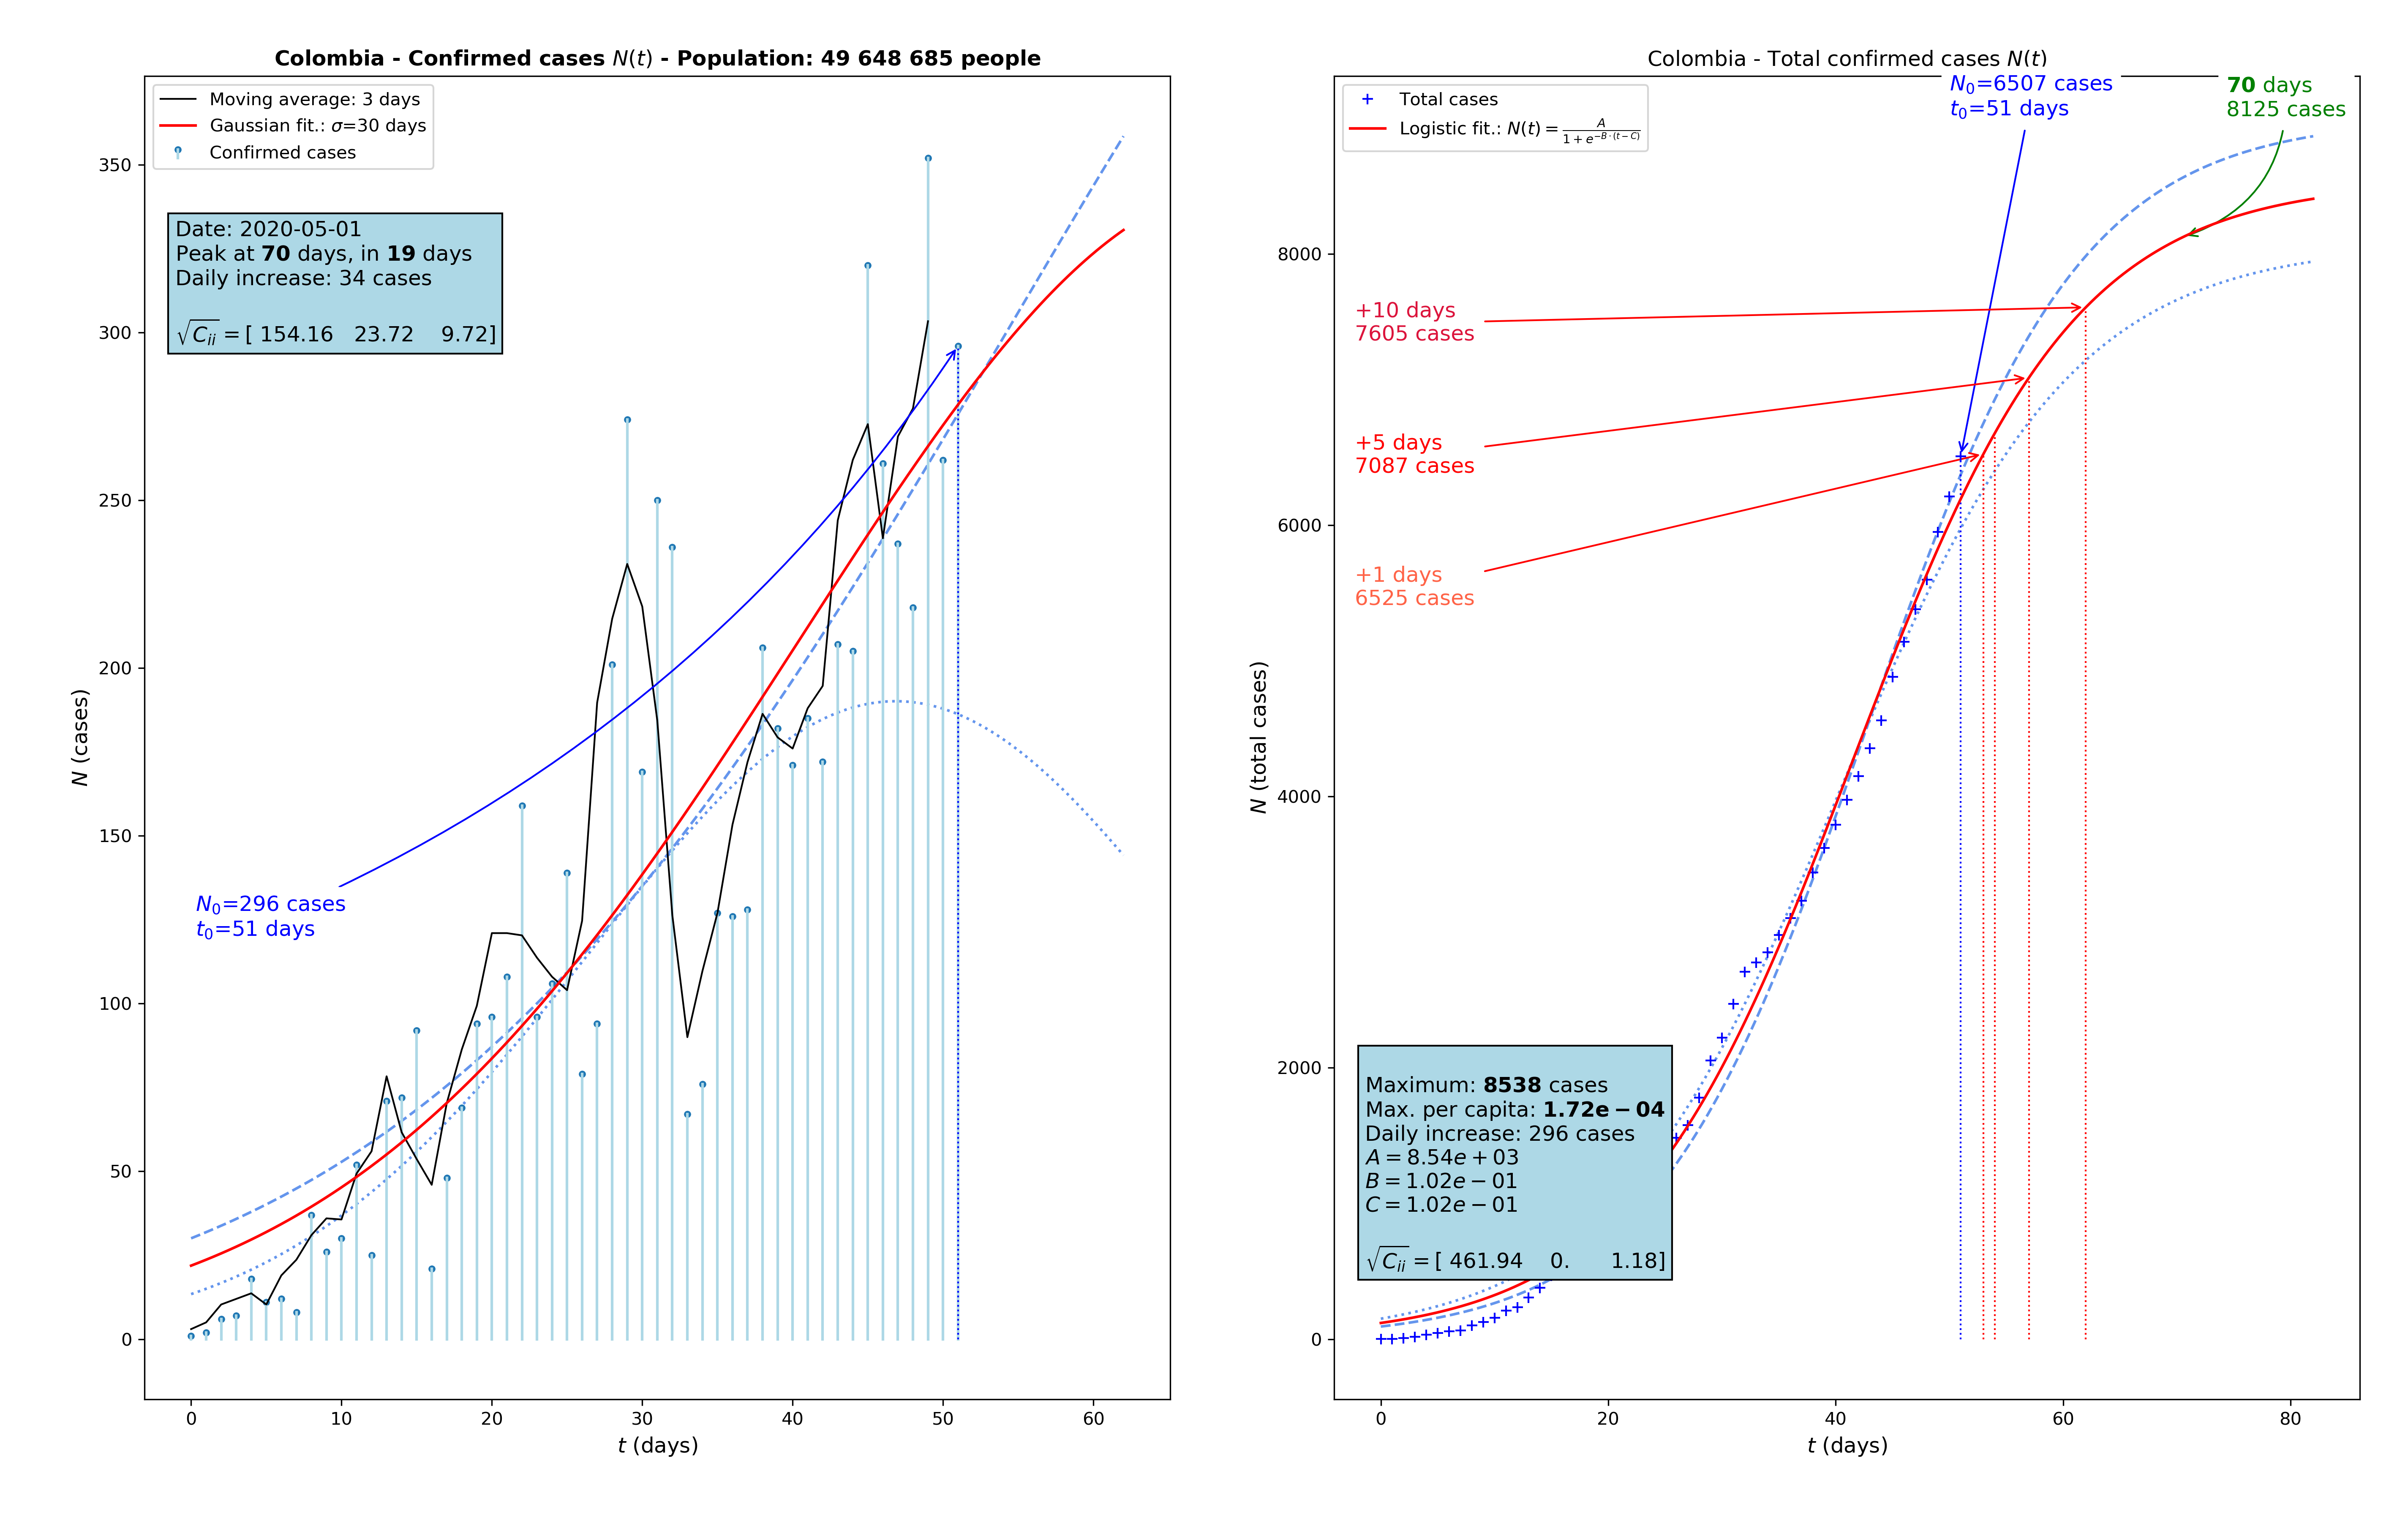 Colombia - Confirmed cases N(t) - Population: 49 648 685 people
Moving average: 3 days
Gaussian fit.: σ=30 days
Confirmed cases
Date: 2020-05-01
Peak at 70 days, in 19 days
Daily increase: 34 cases
√C_ii = [ 154.16 23.72 9.72]
N_0=296 cases
t_0=51 days
N (cases)
350
300
250
200
150
100
50
0
0 10 20 30 40 50 60
t (days)
Colombia - Total confirmed cases N(t)
Total cases
Logistic fit.: N(t) = A / (1 + e^{-B·(t-C)})
N_0=6507 cases
t_0=51 days
70 days
8125 cases
+10 days
7605 cases
+5 days
7087 cases
+1 days
6525 cases
Maximum: 8538 cases
Max. per capita: 1.72e − 04
Daily increase: 296 cases
A = 8.54e + 03
B = 1.02e − 01
C = 1.02e − 01
√C_ii = [ 461.94 0. 1.18]
N (total cases)
8000
6000
4000
2000
0
0 20 40 60 80
t (days)